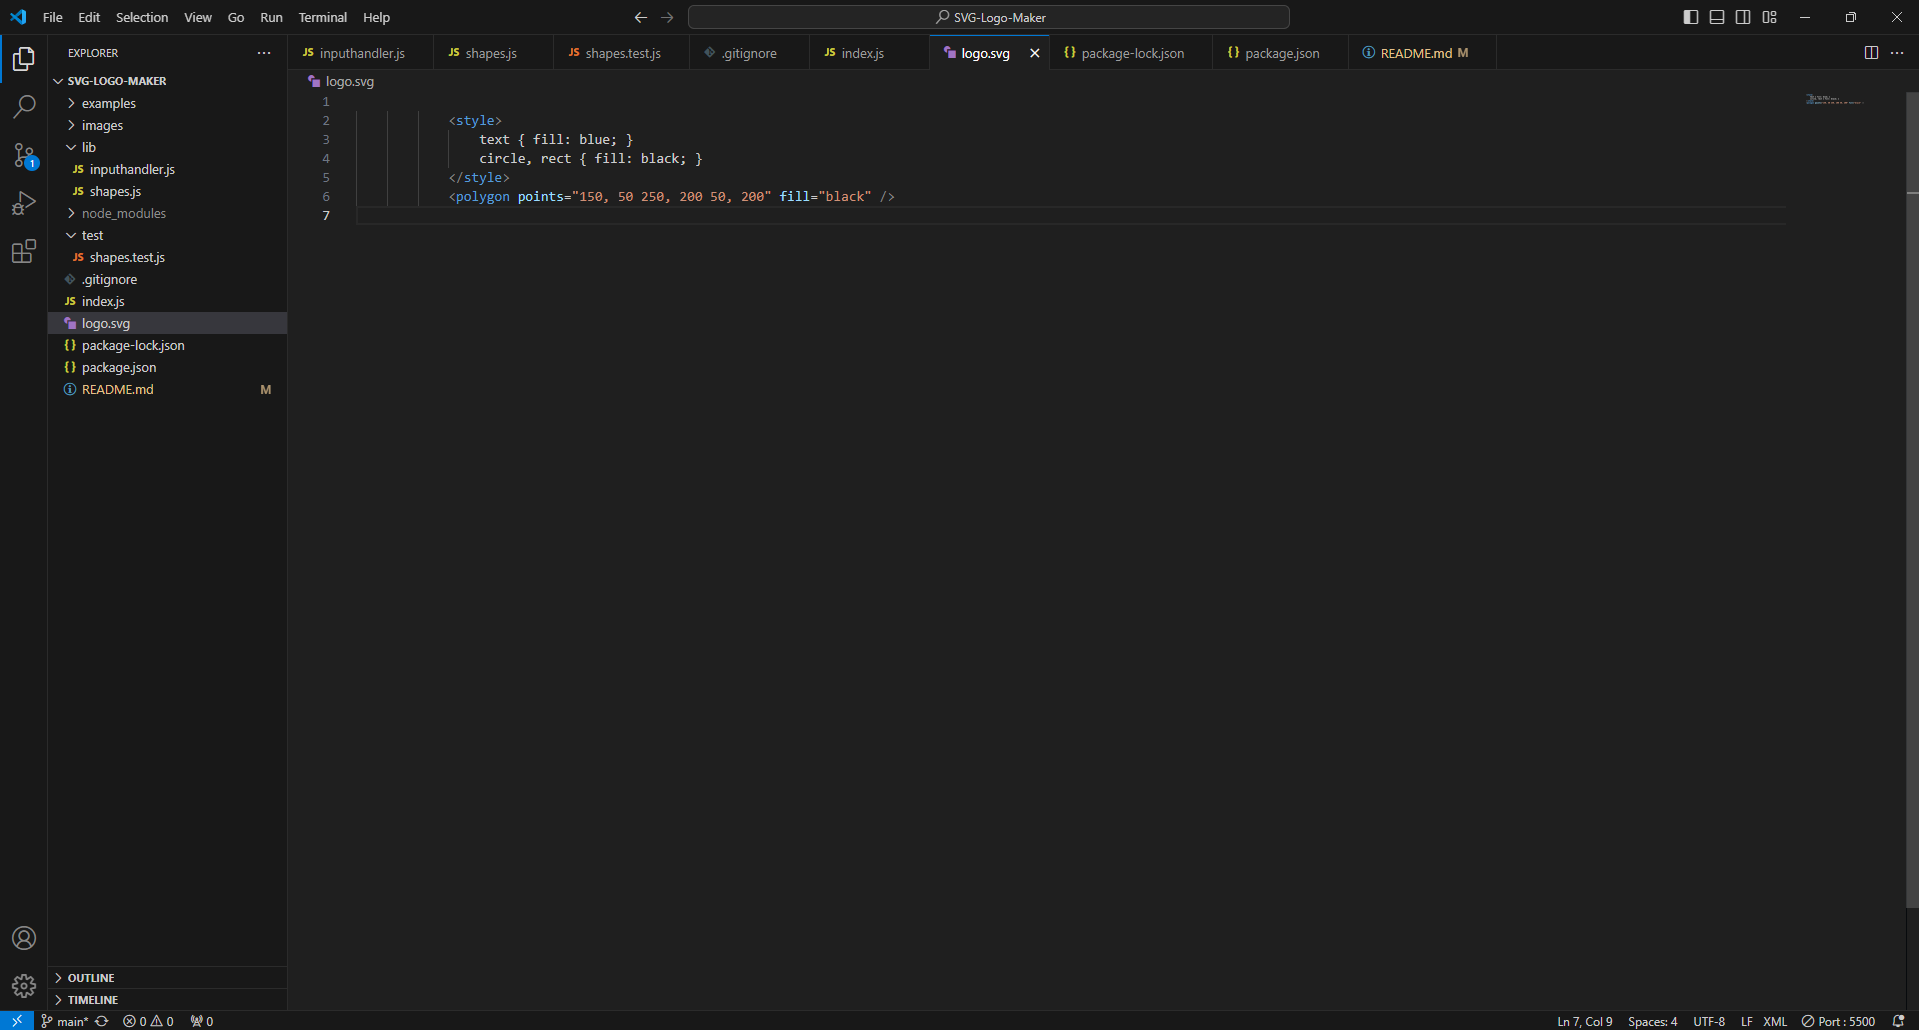 File Edit Selection View Go Run Terminal Help
SVG-Logo-Maker
EXPLORER
SVG-LOGO-MAKER
examples
images
lib
JS inputhandler.js
JS shapes.js
node_modules
test
JS shapes.test.js
.gitignore
JS index.js
logo.svg
{} package-lock.json
{} package.json
README.md M
OUTLINE
TIMELINE
1
JS inputhandler.js JS shapes.js JS shapes.test.js .gitignore JS index.js logo.svg {} package-lock.json {} package.json README.md M
logo.svg
1
2 <style>
3 text { fill: blue; }
4 circle, rect { fill: black; }
5 </style>
6 <polygon points="150, 50 250, 200 50, 200" fill="black" />
7
main* 0 0 0 Ln 7, Col 9 Spaces: 4 UTF-8 LF XML Port : 5500